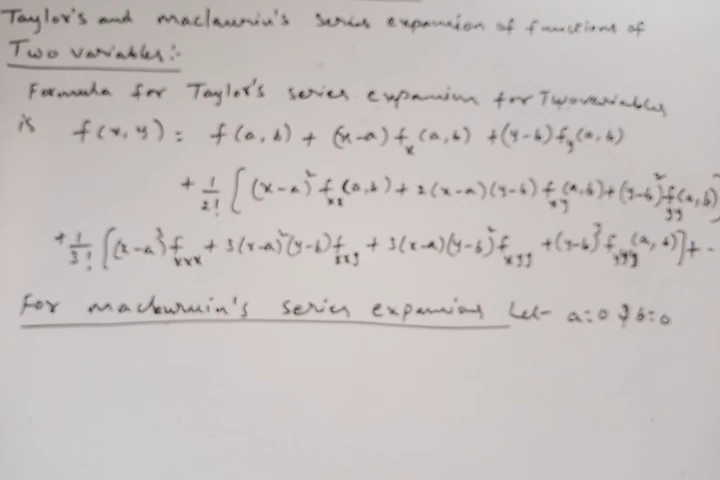 Taylor's and maclaurin's series expansion of functions of
Two variables:-
Formula for Taylor's series expansion for Two variables
is f(x, y) = f(a, b) + (x-a) f_x (a, b) + (y-b) f_y (a, b)
+ 1/2! [ (x-a)² f_xx (a, b) + 2(x-a)(y-b) f_xy (a, b) + (y-b)² f_yy (a, b) ]
+ 1/3! [ (x-a)³ f_xxx + 3(x-a)²(y-b) f_xxy + 3(x-a)(y-b)² f_xyy + (y-b)³ f_yyy (a, b) ] + -
For maclaurin's series expansions Let a=0 & b=0